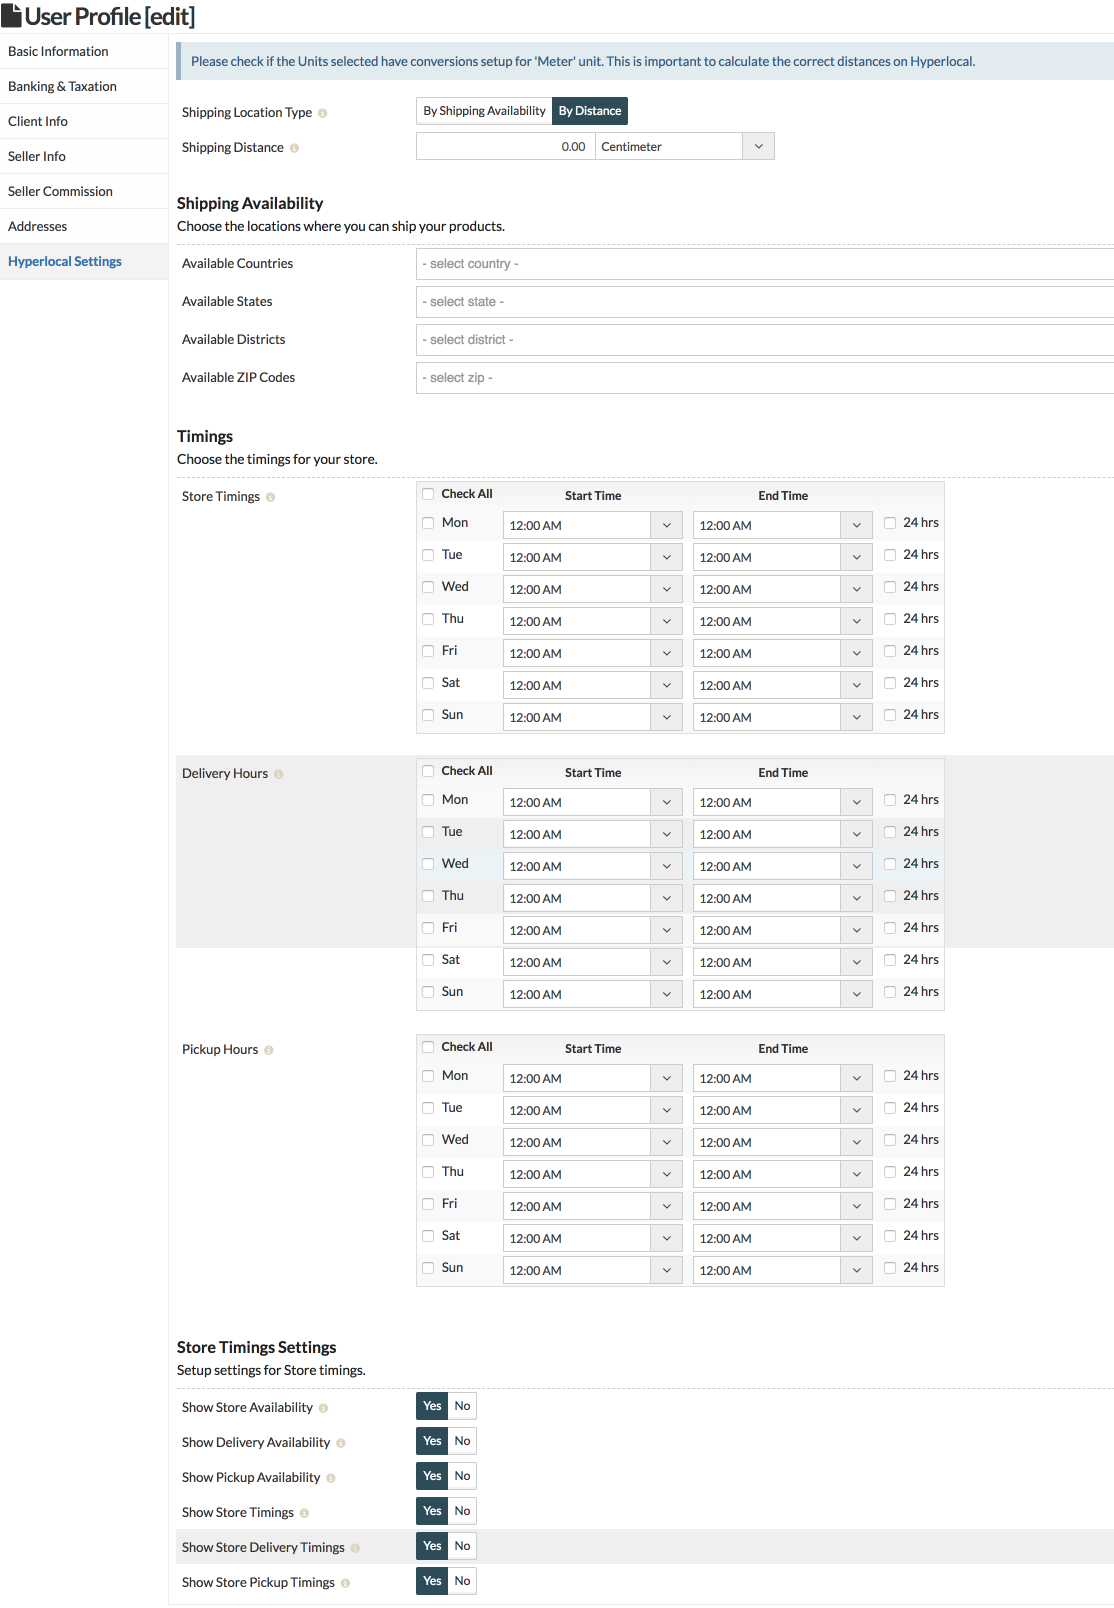 User Profile [edit]
Basic Information
Banking & Taxation
Client Info
Seller Info
Seller Commission
Addresses
Hyperlocal Settings
Please check if the Units selected have conversions setup for 'Meter' unit. This is important to calculate the correct distances on Hyperlocal.
Shipping Location Type By Shipping Availability By Distance
Shipping Distance 0.00 Centimeter
Shipping Availability
Choose the locations where you can ship your products.
Available Countries - select country -
Available States - select state -
Available Districts - select district -
Available ZIP Codes - select zip -
Timings
Choose the timings for your store.
Store Timings Check All Start Time End Time
Mon 12:00 AM 12:00 AM 24 hrs
Tue 12:00 AM 12:00 AM 24 hrs
Wed 12:00 AM 12:00 AM 24 hrs
Thu 12:00 AM 12:00 AM 24 hrs
Fri 12:00 AM 12:00 AM 24 hrs
Sat 12:00 AM 12:00 AM 24 hrs
Sun 12:00 AM 12:00 AM 24 hrs
Delivery Hours Check All Start Time End Time
Mon 12:00 AM 12:00 AM 24 hrs
Tue 12:00 AM 12:00 AM 24 hrs
Wed 12:00 AM 12:00 AM 24 hrs
Thu 12:00 AM 12:00 AM 24 hrs
Fri 12:00 AM 12:00 AM 24 hrs
Sat 12:00 AM 12:00 AM 24 hrs
Sun 12:00 AM 12:00 AM 24 hrs
Pickup Hours Check All Start Time End Time
Mon 12:00 AM 12:00 AM 24 hrs
Tue 12:00 AM 12:00 AM 24 hrs
Wed 12:00 AM 12:00 AM 24 hrs
Thu 12:00 AM 12:00 AM 24 hrs
Fri 12:00 AM 12:00 AM 24 hrs
Sat 12:00 AM 12:00 AM 24 hrs
Sun 12:00 AM 12:00 AM 24 hrs
Store Timings Settings
Setup settings for Store timings.
Show Store Availability Yes No
Show Delivery Availability Yes No
Show Pickup Availability Yes No
Show Store Timings Yes No
Show Store Delivery Timings Yes No
Show Store Pickup Timings Yes No